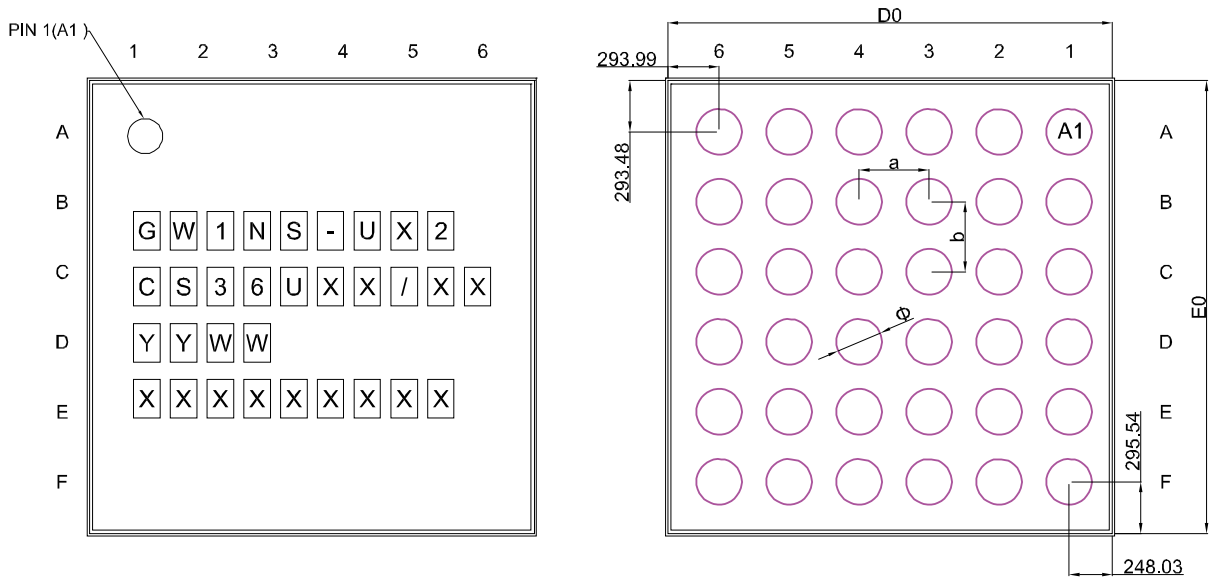 PIN 1(A1 )
1 2 3 4 5 6
A
B
C
D
E
F
GW1NS-UX2
CS36UXX/XX
YYWW
XXXXXXXXX
D0
6 5 4 3 2 1
293.99
293.48
A1
a
b
Φ
A
B
C
D
E
F
E0
295.54
248.03